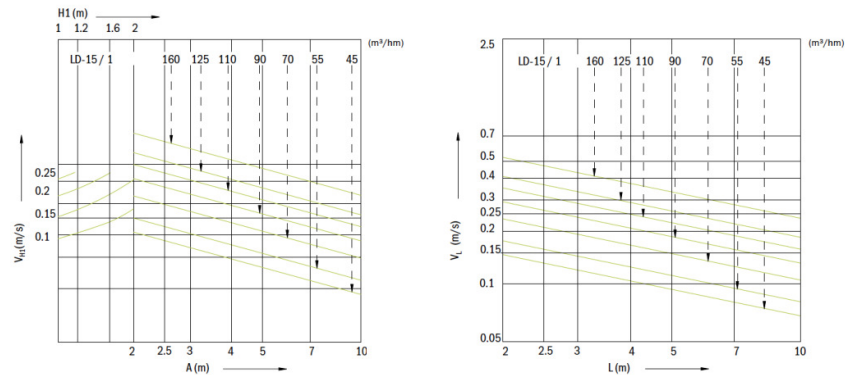 H1 (m)
1 1.2 1.6 2
(m³/hm)
LD-15 / 1 160 125 110 90 70 55 45
0.25
0.2
0.15
0.1
V_H1 (m/s)
2 2.5 3 4 5 7 10
A (m)
2.5
(m³/hm)
LD-15/1 160 125 110 90 70 55 45
0.7
0.5
0.4
0.3
0.25
0.2
0.15
0.1
0.05
V_L (m/s)
2 2.5 3 4 5 7 10
L (m)